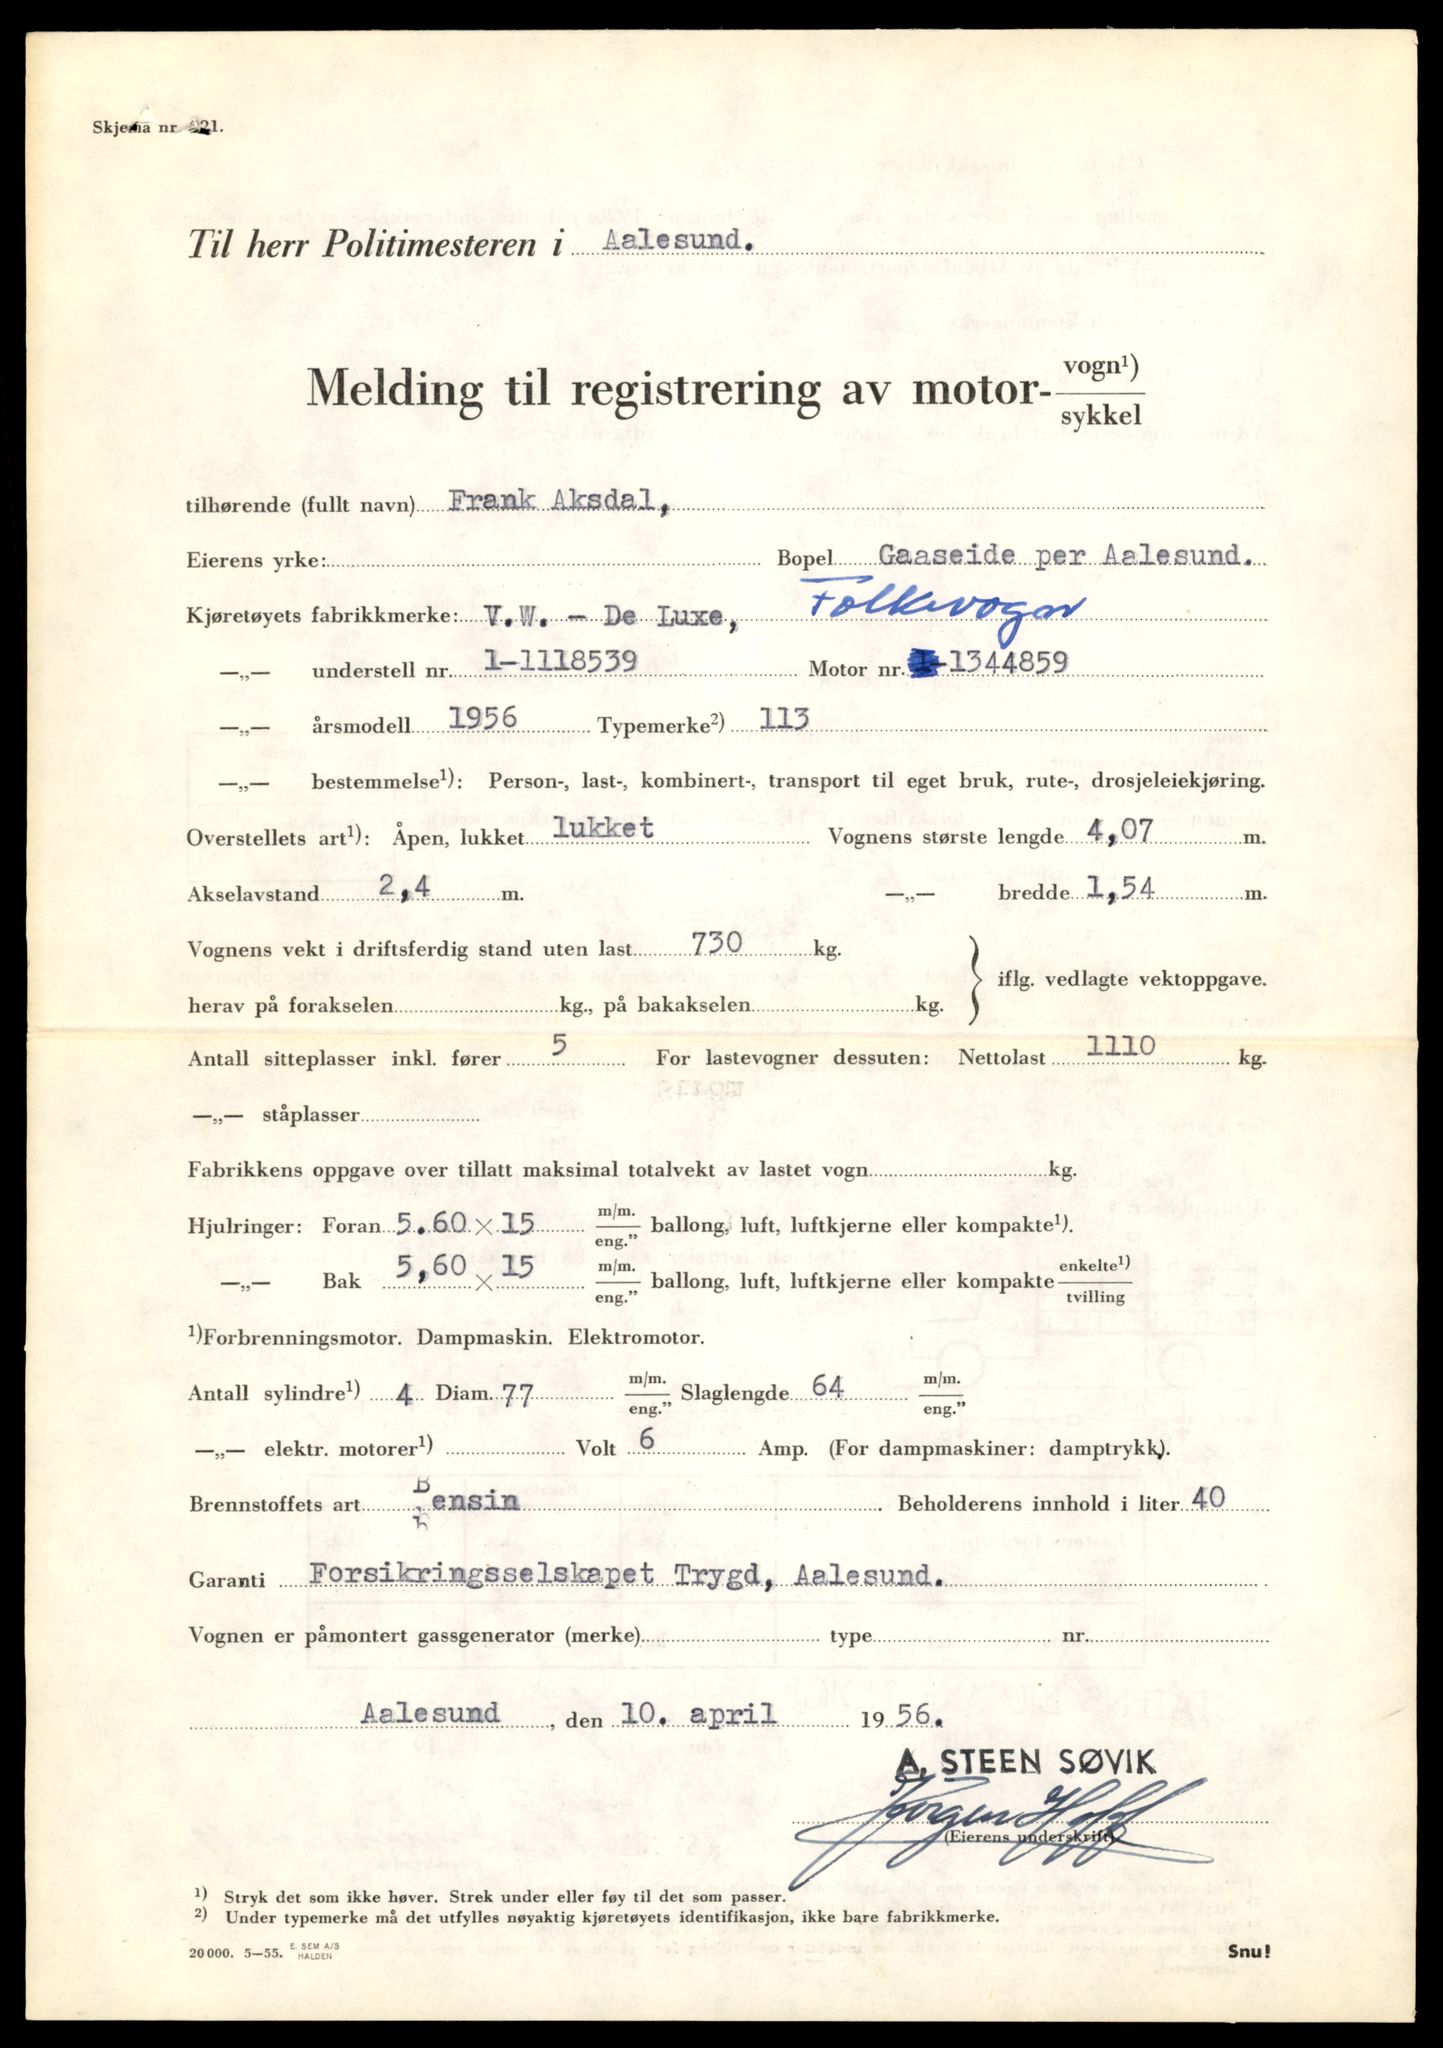 Skjema nr. 221.
Til herr Politimesteren i Aalesund.
Melding til registrering av motor- vogn¹) / sykkel
tilhørende (fullt navn) Frank Aksdal,
Eierens yrke: Bopel Gaaseide per Aalesund.
Kjøretøyets fabrikkmerke: V.W. - De Luxe, Folkevogn
—„— understell nr. 1-1118539 Motor nr. 1-1344859
—„— årsmodell 1956 Typemerke²) 113
—„— bestemmelse¹): Person-, last-, kombinert-, transport til eget bruk, rute-, drosjeleiekjøring.
Overstellets art¹): Åpen, lukket lukket Vognens største lengde 4,07 m.
Akselavstand 2,4 m. —„— bredde 1,54 m.
Vognens vekt i driftsferdig stand uten last 730 kg.
herav på forakselen kg., på bakakselen kg. } iflg. vedlagte vektoppgave.
Antall sitteplasser inkl. fører 5 For lastevogner dessuten: Nettolast 1110 kg.
—„— ståplasser
Fabrikkens oppgave over tillatt maksimal totalvekt av lastet vogn kg.
Hjulringer: Foran 5.60 × 15 m/m. / eng.” ballong, luft, luftkjerne eller kompakte¹).
—„— Bak 5,60 × 15 m/m. / eng.” ballong, luft, luftkjerne eller kompakte enkelte¹) / tvilling
¹)Forbrenningsmotor. Dampmaskin. Elektromotor.
Antall sylindre¹) 4 Diam. 77 m/m. / eng.” Slaglengde 64 m/m. / eng.”
—„— elektr. motorer¹) Volt 6 Amp. (For dampmaskiner: damptrykk).
Brennstoffets art Bensin. Beholderens innhold i liter 40
Garanti Forsikringsselskapet Trygd, Aalesund.
Vognen er påmontert gassgenerator (merke) type nr.
Aalesund, den 10. april 1956.
A. STEEN SØVIK
Jørgen Hoff
(Eierens underskrift)
¹) Stryk det som ikke høver. Strek under eller føy til det som passer.
²) Under typemerke må det utfylles nøyaktig kjøretøyets identifikasjon, ikke bare fabrikkmerke.
20 000. 5—55. E. SEM A/S HALDEN Snu!